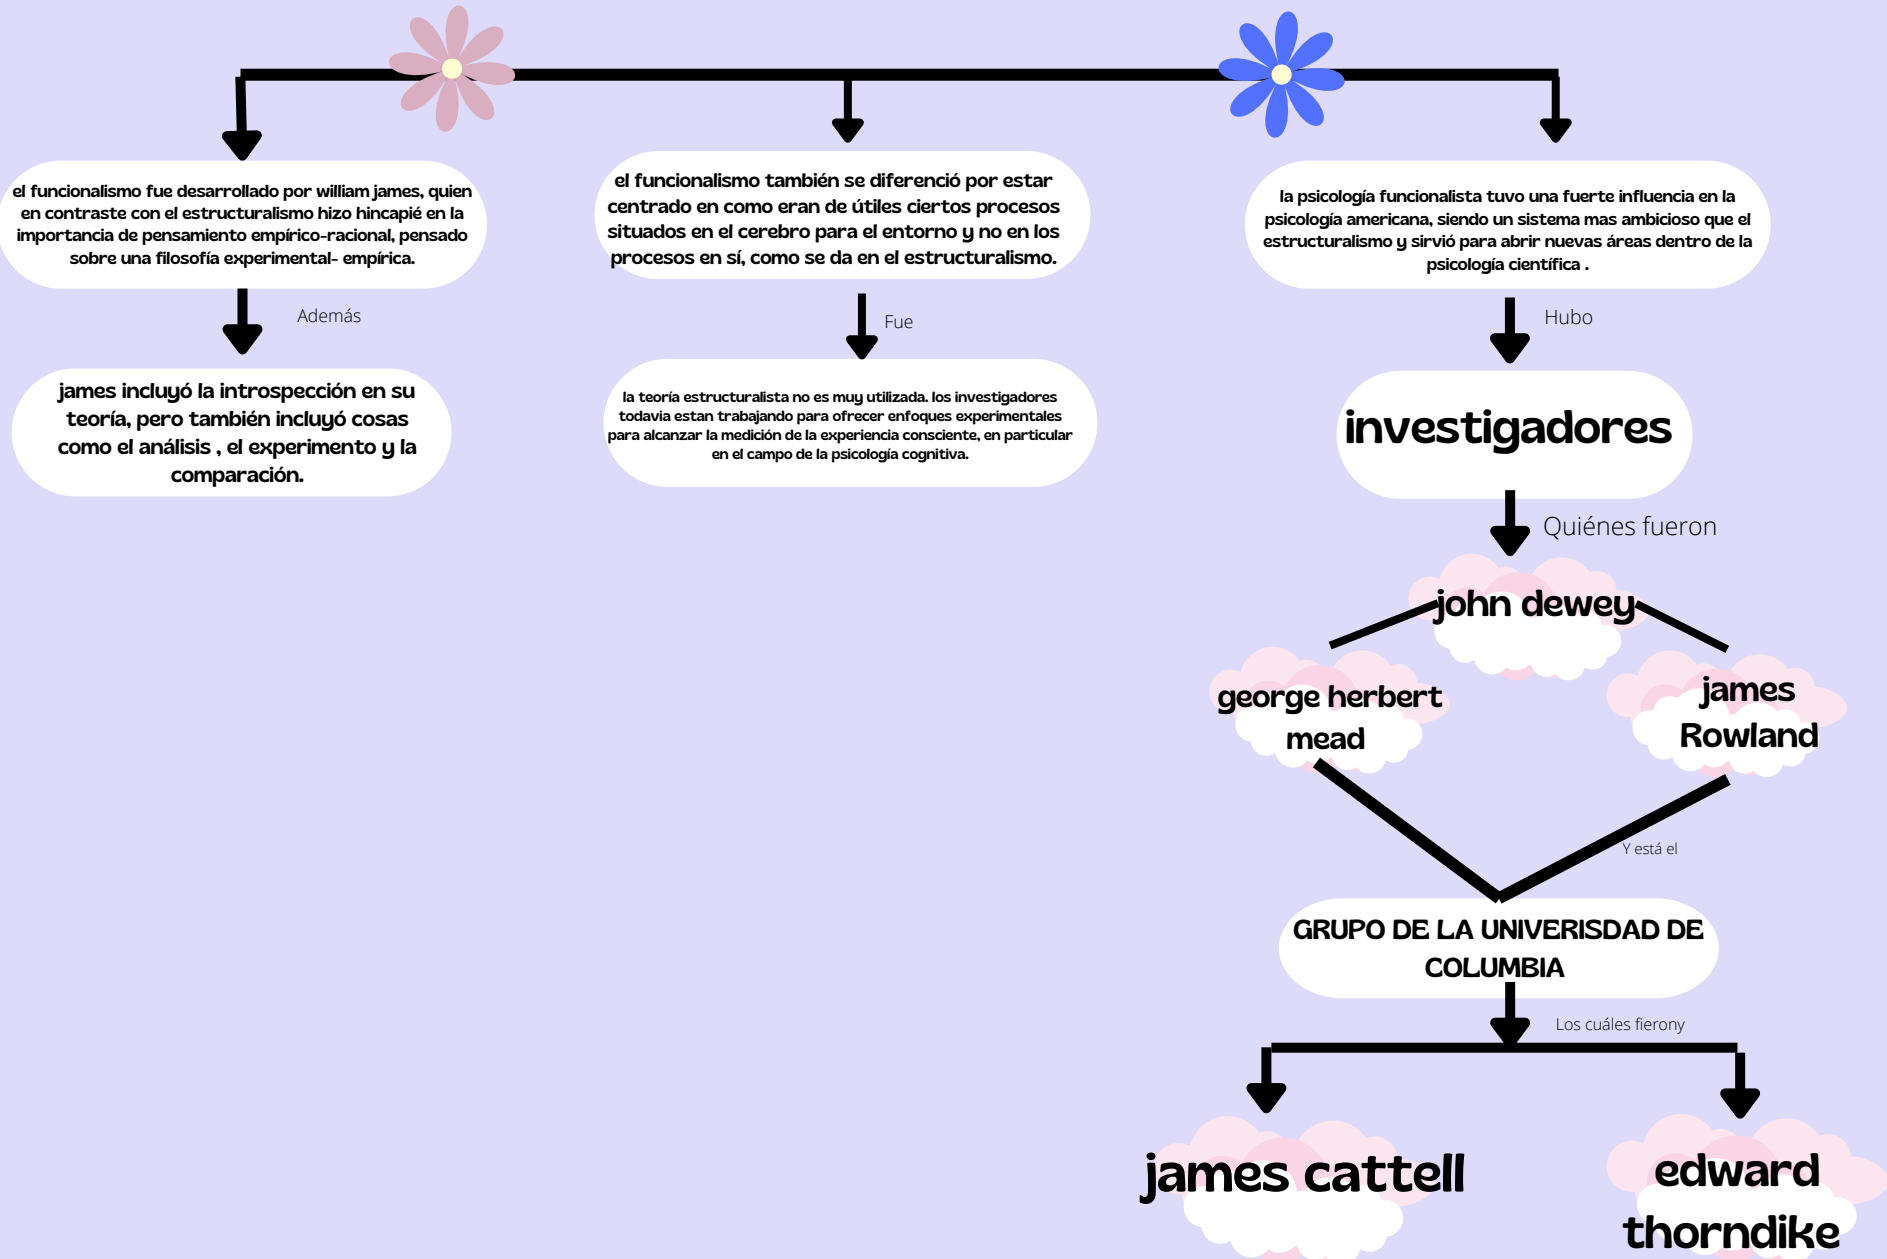 el funcionalismo fue desarrollado por william james, quien
en contraste con el estructuralismo hizo hincapié en la
importancia de pensamiento empírico-racional, pensado
sobre una filosofía experimental- empírica.
Además
james incluyó la introspección en su
teoría, pero también incluyó cosas
como el análisis , el experimento y la
comparación.
el funcionalismo también se diferenció por estar
centrado en como eran de útiles ciertos procesos
situados en el cerebro para el entorno y no en los
procesos en sí, como se da en el estructuralismo.
Fue
la teoría estructuralista no es muy utilizada. los investigadores
todavia estan trabajando para ofrecer enfoques experimentales
para alcanzar la medición de la experiencia consciente, en particular
en el campo de la psicología cognitiva.
la psicología funcionalista tuvo una fuerte influencia en la
psicología americana, siendo un sistema mas ambicioso que el
estructuralismo y sirvió para abrir nuevas áreas dentro de la
psicología científica .
Hubo
investigadores
Quiénes fueron
john dewey
george herbert
mead
james
Rowland
Y está el
GRUPO DE LA UNIVERISDAD DE
COLUMBIA
Los cuáles fierony
james cattell
edward
thorndike